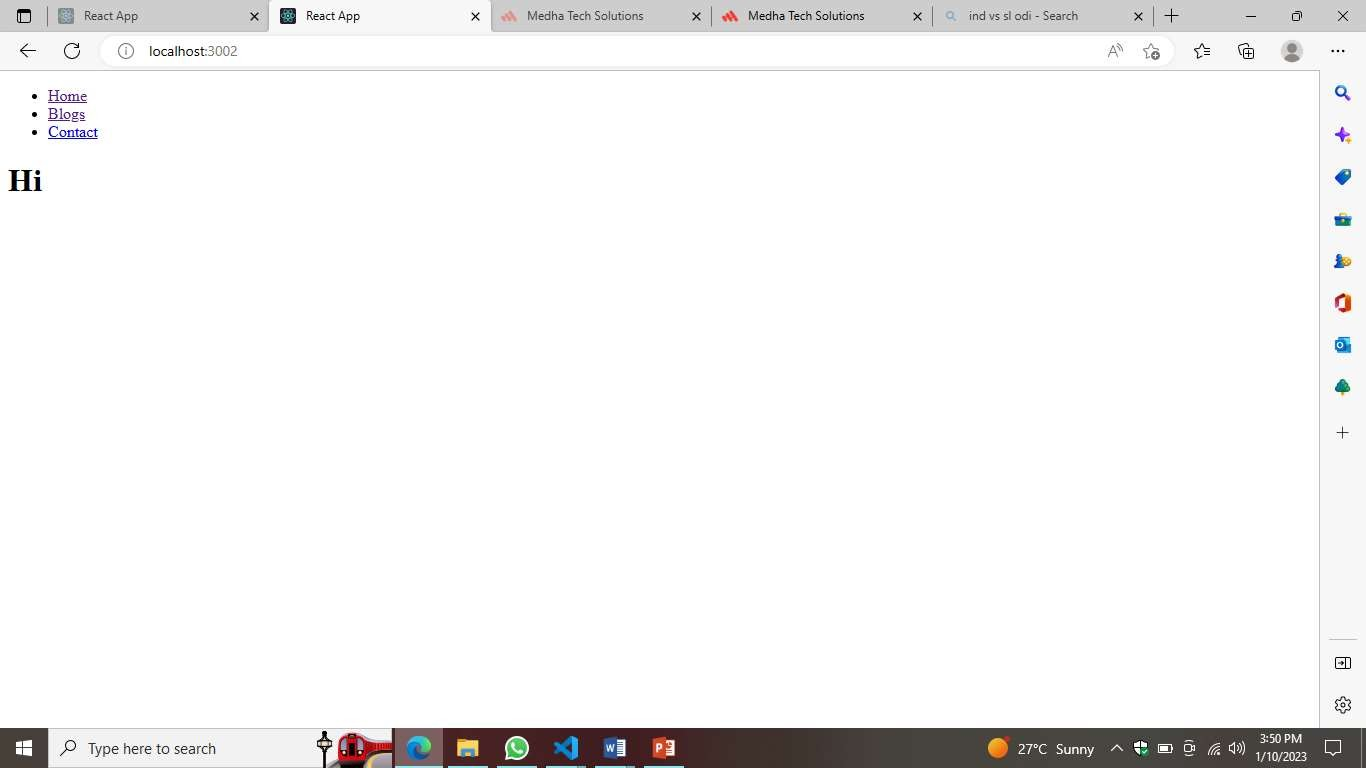 React App
React App
Medha Tech Solutions
Medha Tech Solutions
ind vs sl odi - Search
localhost:3002
Home
Blogs
Contact
Hi
Type here to search
27°C Sunny
3:50 PM
1/10/2023